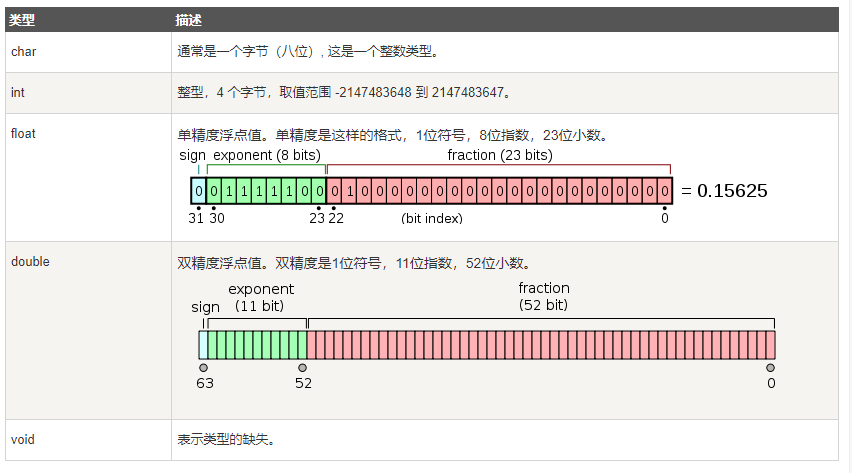 类型 描述
char 通常是一个字节（八位）, 这是一个整数类型。
int 整型，4 个字节，取值范围 -2147483648 到 2147483647。
float 单精度浮点值。单精度是这样的格式，1位符号，8位指数，23位小数。
sign exponent (8 bits) fraction (23 bits)
0 0 1 1 1 1 1 0 0 0 1 0 0 0 0 0 0 0 0 0 0 0 0 0 0 0 0 0 0 0 0 0 = 0.15625
31 30 23 22 (bit index) 0
double 双精度浮点值。双精度是1位符号，11位指数，52位小数。
sign exponent (11 bit) fraction (52 bit)
63 52 0
void 表示类型的缺失。